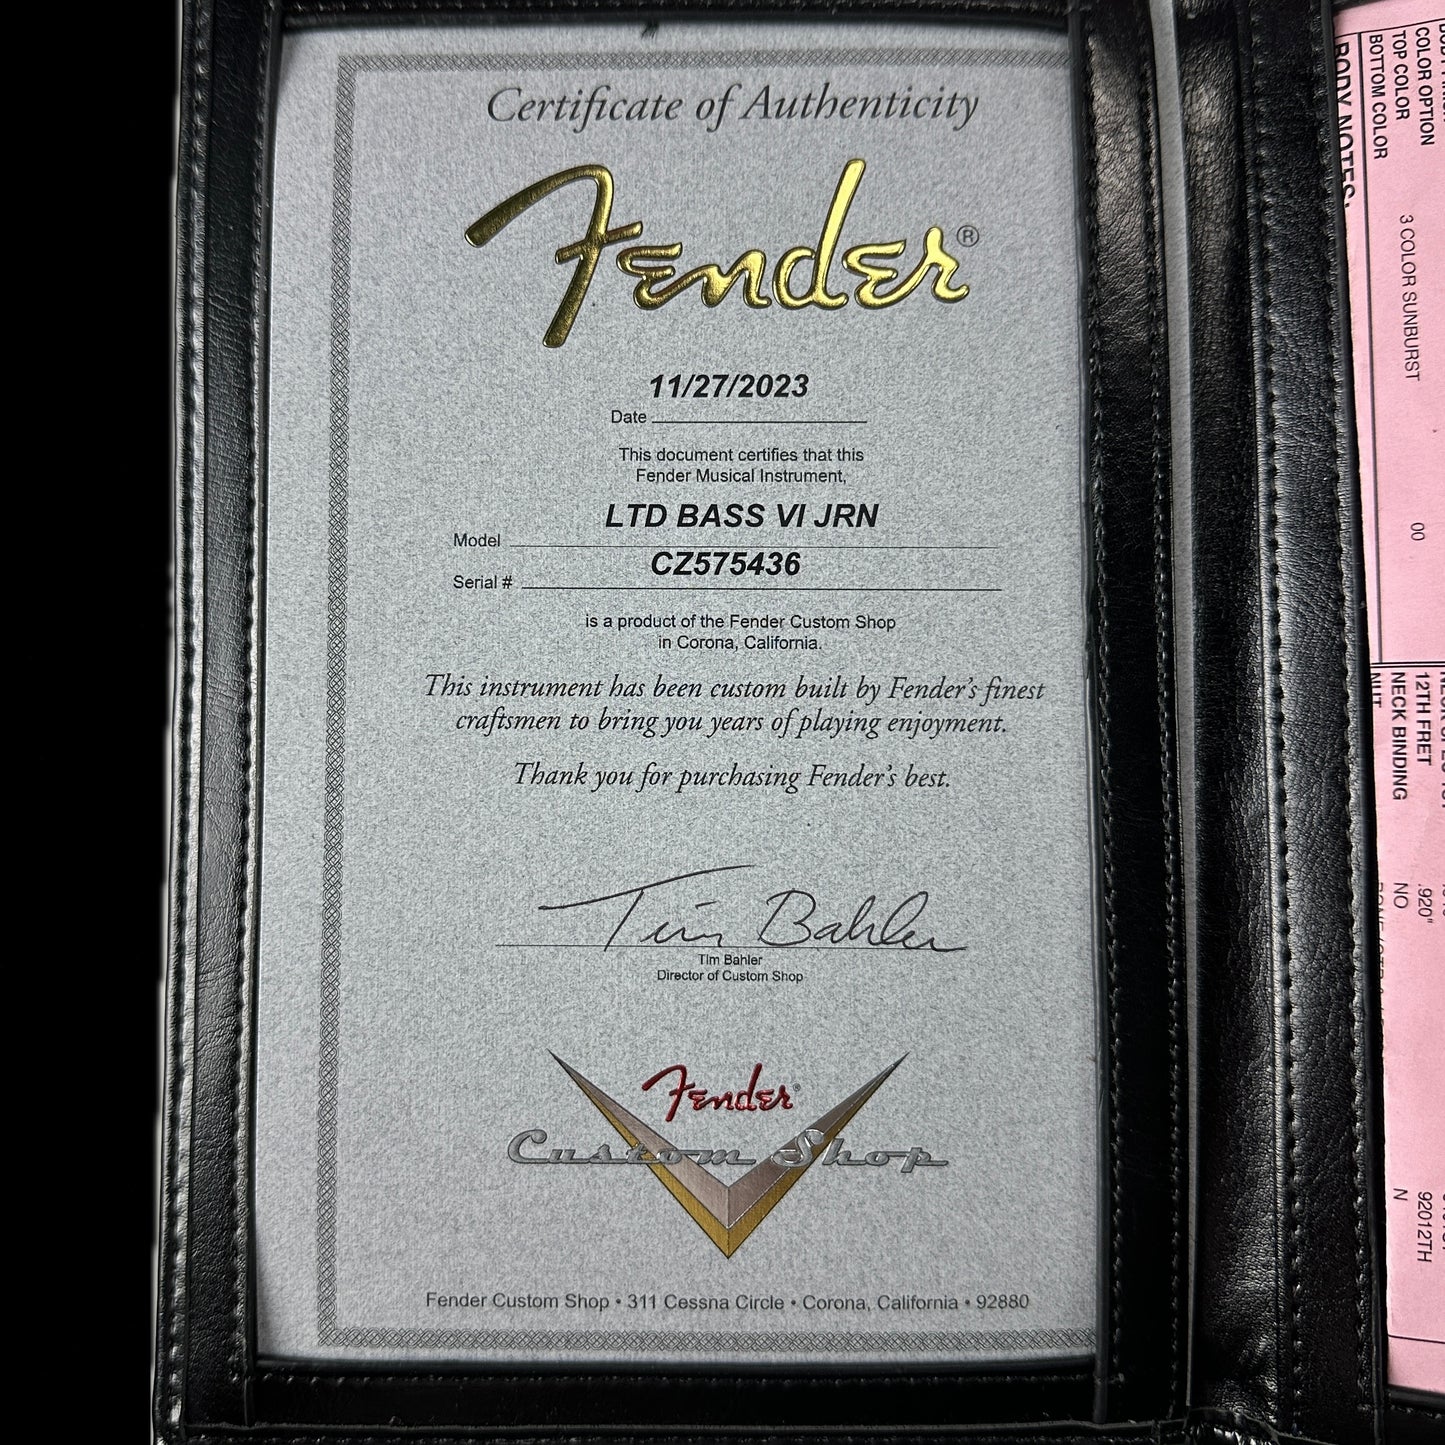 Certificate of Authenticity
Fender®
11/27/2023
Date
This document certifies that this
Fender Musical Instrument,
LTD BASS VI JRN
Model
CZ575436
Serial #
is a product of the Fender Custom Shop
in Corona, California.
This instrument has been custom built by Fender's finest
craftsmen to bring you years of playing enjoyment.
Thank you for purchasing Fender's best.
Tim Bahler
Tim Bahler
Director of Custom Shop
Fender®
Custom Shop
Fender Custom Shop • 311 Cessna Circle • Corona, California • 92880
COLOR OPTION
TOP COLOR 3 COLOR SUNBURST 00
BOTTOM COLOR
BODY NOTES:
12TH FRET .920" 92012TH
NECK BINDING NO N
NUT